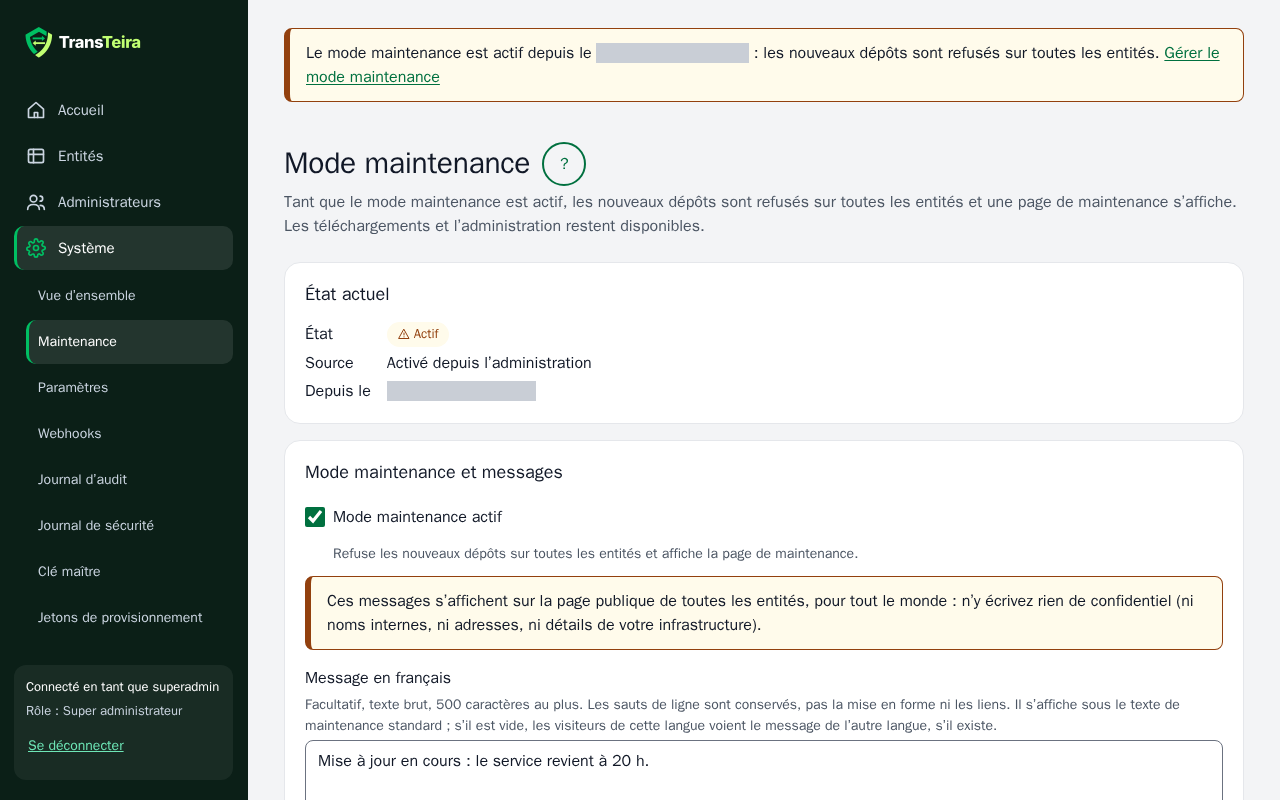 TransTeira
Accueil
Entités
Administrateurs
Système
Vue d'ensemble
Maintenance
Paramètres
Webhooks
Journal d'audit
Journal de sécurité
Clé maître
Jetons de provisionnement
Connecté en tant que superadmin
Rôle : Super administrateur
Se déconnecter
Le mode maintenance est actif depuis le : les nouveaux dépôts sont refusés sur toutes les entités. Gérer le
mode maintenance
Mode maintenance ?
Tant que le mode maintenance est actif, les nouveaux dépôts sont refusés sur toutes les entités et une page de maintenance s'affiche.
Les téléchargements et l'administration restent disponibles.
État actuel
État Actif
Source Activé depuis l'administration
Depuis le
Mode maintenance et messages
Mode maintenance actif
Refuse les nouveaux dépôts sur toutes les entités et affiche la page de maintenance.
Ces messages s'affichent sur la page publique de toutes les entités, pour tout le monde : n'y écrivez rien de confidentiel (ni
noms internes, ni adresses, ni détails de votre infrastructure).
Message en français
Facultatif, texte brut, 500 caractères au plus. Les sauts de ligne sont conservés, pas la mise en forme ni les liens. Il s'affiche sous le texte de
maintenance standard ; s'il est vide, les visiteurs de cette langue voient le message de l'autre langue, s'il existe.
Mise à jour en cours : le service revient à 20 h.